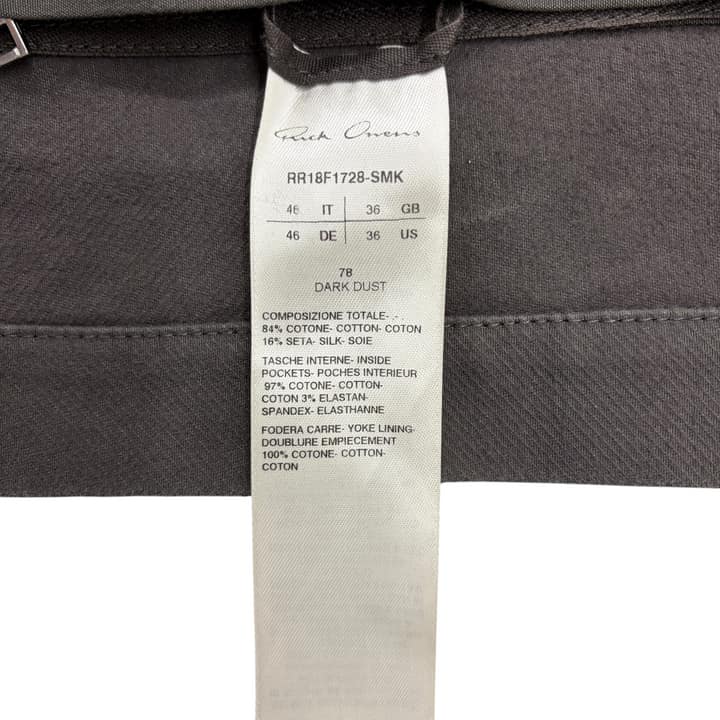 Rick Owens
RR18F1728-SMK
46 IT 36 GB
46 DE 36 US
78
DARK DUST
COMPOSIZIONE TOTALE- .- .
84% COTONE- COTTON- COTON
16% SETA- SILK- SOIE
TASCHE INTERNE- INSIDE
POCKETS- POCHES INTERIEUR
97% COTONE- COTTON-
COTON 3% ELASTAN-
SPANDEX- ELASTHANNE
FODERA CARRE- YOKE LINING-
DOUBLURE EMPIECEMENT
100% COTONE- COTTON-
COTON